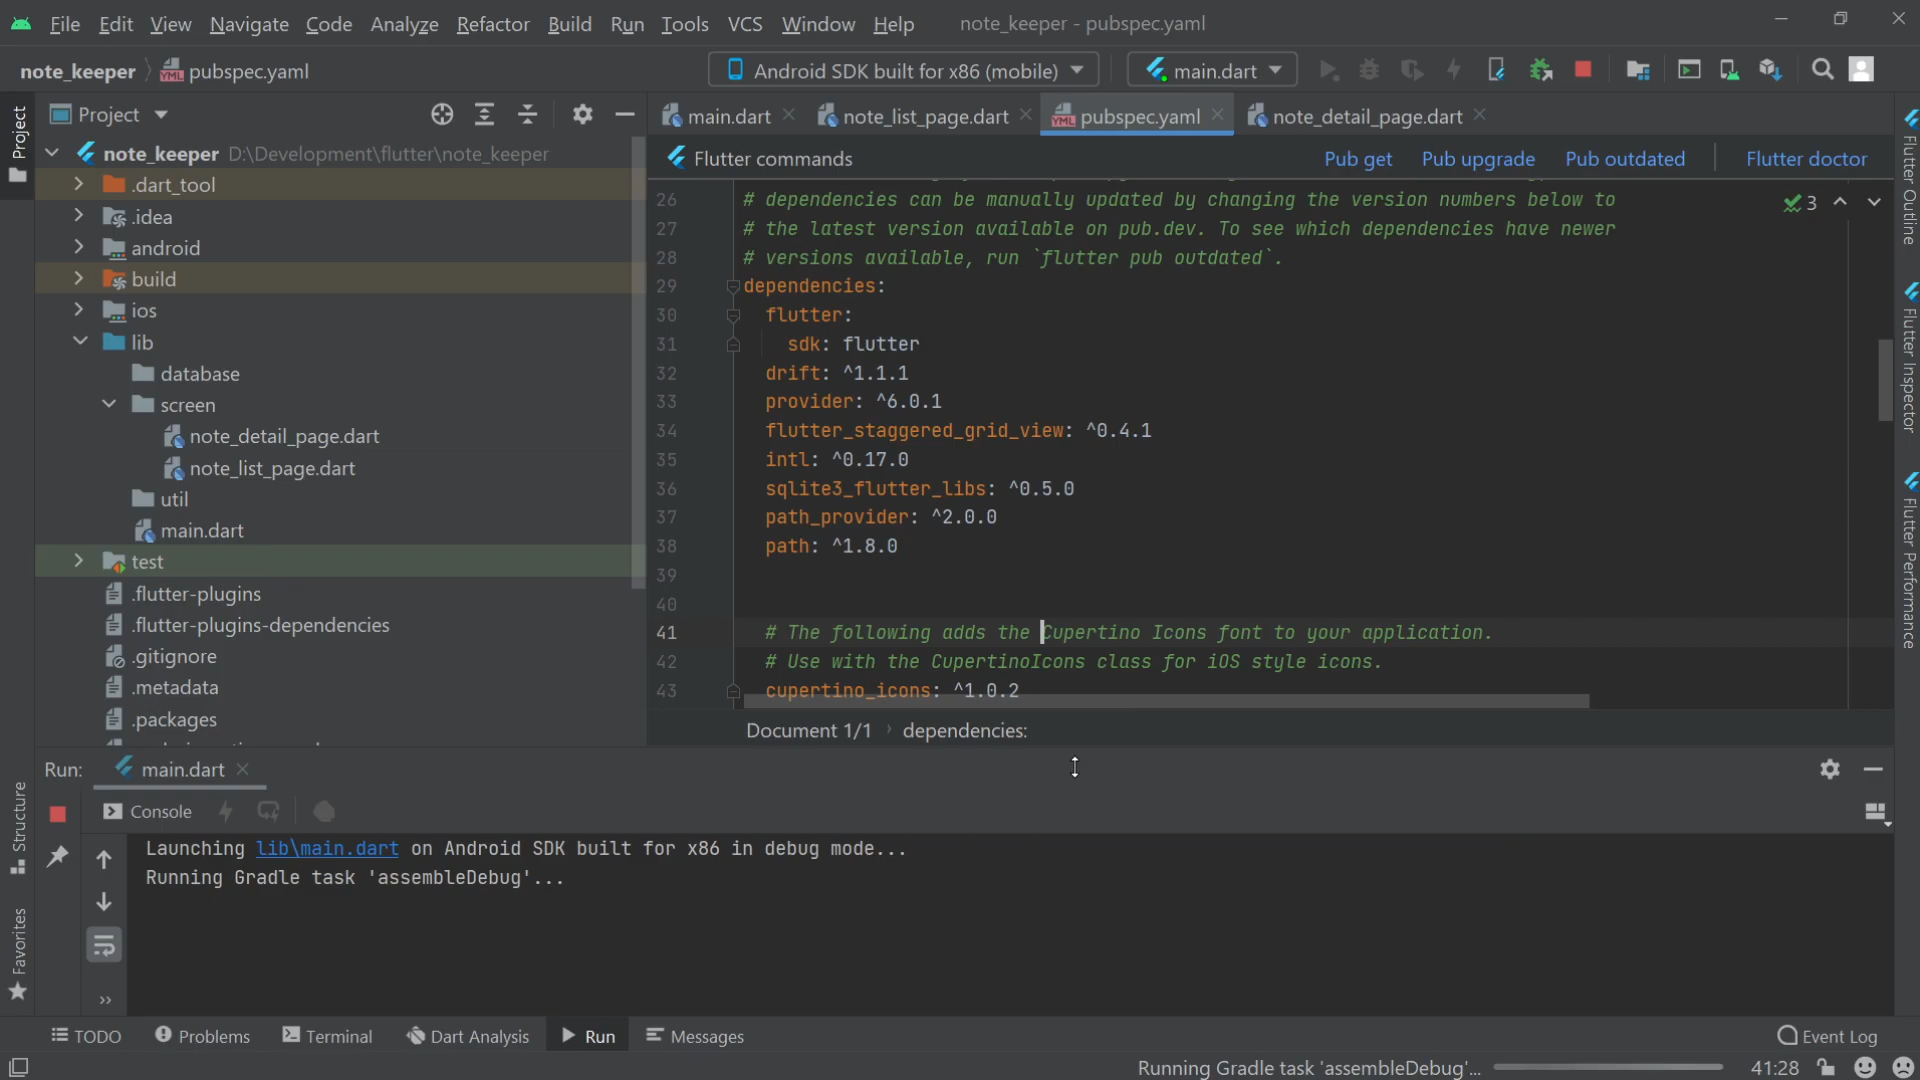 File Edit View Navigate Code Analyze Refactor Build Run Tools VCS Window Help note_keeper - pubspec.yaml
note_keeper pubspec.yaml Android SDK built for x86 (mobile) main.dart
Project
main.dart note_list_page.dart pubspec.yaml note_detail_page.dart
note_keeper D:\Development\flutter\note_keeper
.dart_tool
.idea
android
build
ios
lib
database
screen
note_detail_page.dart
note_list_page.dart
util
main.dart
test
.flutter-plugins
.flutter-plugins-dependencies
.gitignore
.metadata
.packages
Flutter commands Pub get Pub upgrade Pub outdated Flutter doctor
3
26 # dependencies can be manually updated by changing the version numbers below to
27 # the latest version available on pub.dev. To see which dependencies have newer
28 # versions available, run `flutter pub outdated`.
29 dependencies:
30 flutter:
31 sdk: flutter
32 drift: ^1.1.1
33 provider: ^6.0.1
34 flutter_staggered_grid_view: ^0.4.1
35 intl: ^0.17.0
36 sqlite3_flutter_libs: ^0.5.0
37 path_provider: ^2.0.0
38 path: ^1.8.0
39
40
41 # The following adds the Cupertino Icons font to your application.
42 # Use with the CupertinoIcons class for iOS style icons.
43 cupertino_icons: ^1.0.2
Document 1/1 dependencies:
Project
Structure
Favorites
Flutter Outline
Flutter Inspector
Flutter Performance
Run: main.dart
Console
Launching lib\main.dart on Android SDK built for x86 in debug mode...
Running Gradle task 'assembleDebug'...
TODO Problems Terminal Dart Analysis Run Messages Event Log
Running Gradle task 'assembleDebug'... 41:28